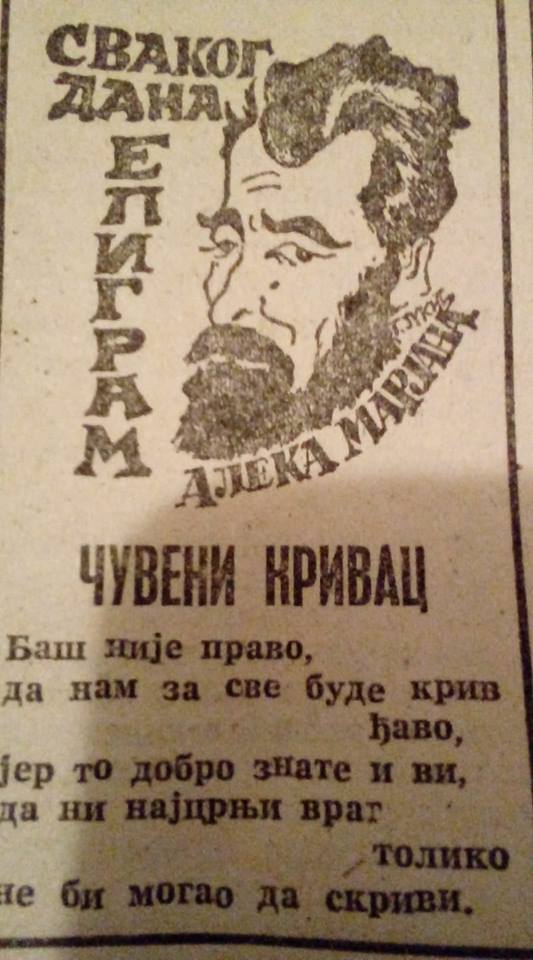 СВАКОГ
ДАНА
ЕПИГРАМ
АЛЕКА МАРЈАНА
ЧУВЕНИ КРИВАЦ
Баш није право,
да нам за све буде крив
ђаво,
јер то добро знате и ви,
да ни најцрњи враг
толико
не би могао да скриви.